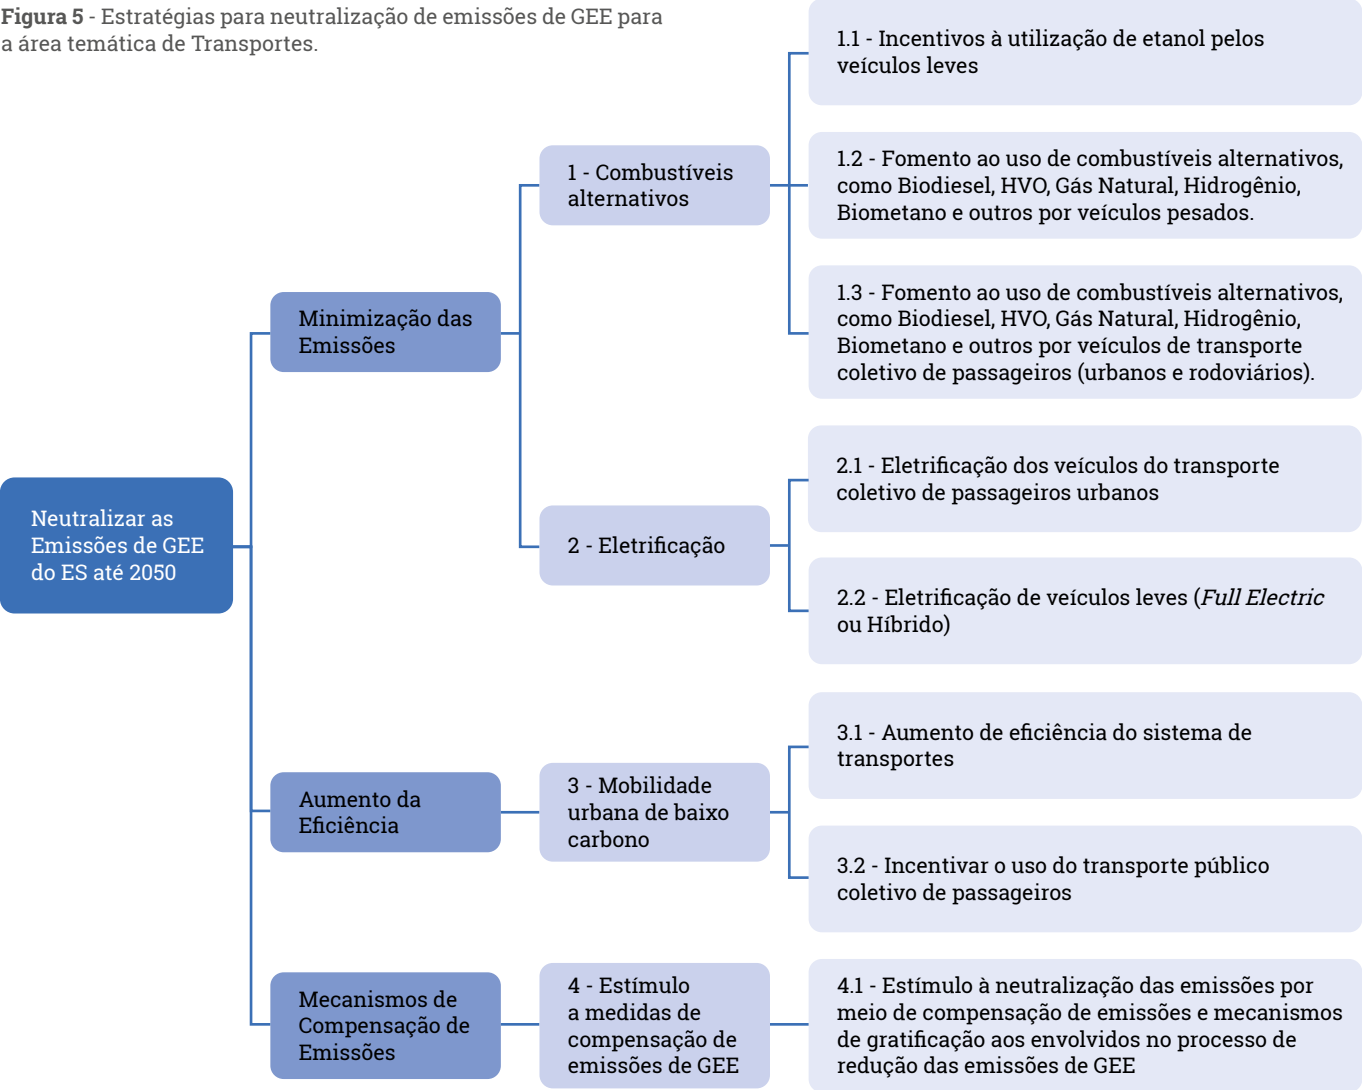 Figura 5 - Estratégias para neutralização de emissões de GEE para
a área temática de Transportes.
Neutralizar as
Emissões de GEE
do ES até 2050
Minimização das
Emissões
1 - Combustíveis
alternativos
1.1 - Incentivos à utilização de etanol pelos
veículos leves
1.2 - Fomento ao uso de combustíveis alternativos,
como Biodiesel, HVO, Gás Natural, Hidrogênio,
Biometano e outros por veículos pesados.
1.3 - Fomento ao uso de combustíveis alternativos,
como Biodiesel, HVO, Gás Natural, Hidrogênio,
Biometano e outros por veículos de transporte
coletivo de passageiros (urbanos e rodoviários).
2 - Eletrificação
2.1 - Eletrificação dos veículos do transporte
coletivo de passageiros urbanos
2.2 - Eletrificação de veículos leves (Full Electric
ou Híbrido)
Aumento da
Eficiência
3 - Mobilidade
urbana de baixo
carbono
3.1 - Aumento de eficiência do sistema de
transportes
3.2 - Incentivar o uso do transporte público
coletivo de passageiros
Mecanismos de
Compensação de
Emissões
4 - Estímulo
a medidas de
compensação de
emissões de GEE
4.1 - Estímulo à neutralização das emissões por
meio de compensação de emissões e mecanismos
de gratificação aos envolvidos no processo de
redução das emissões de GEE